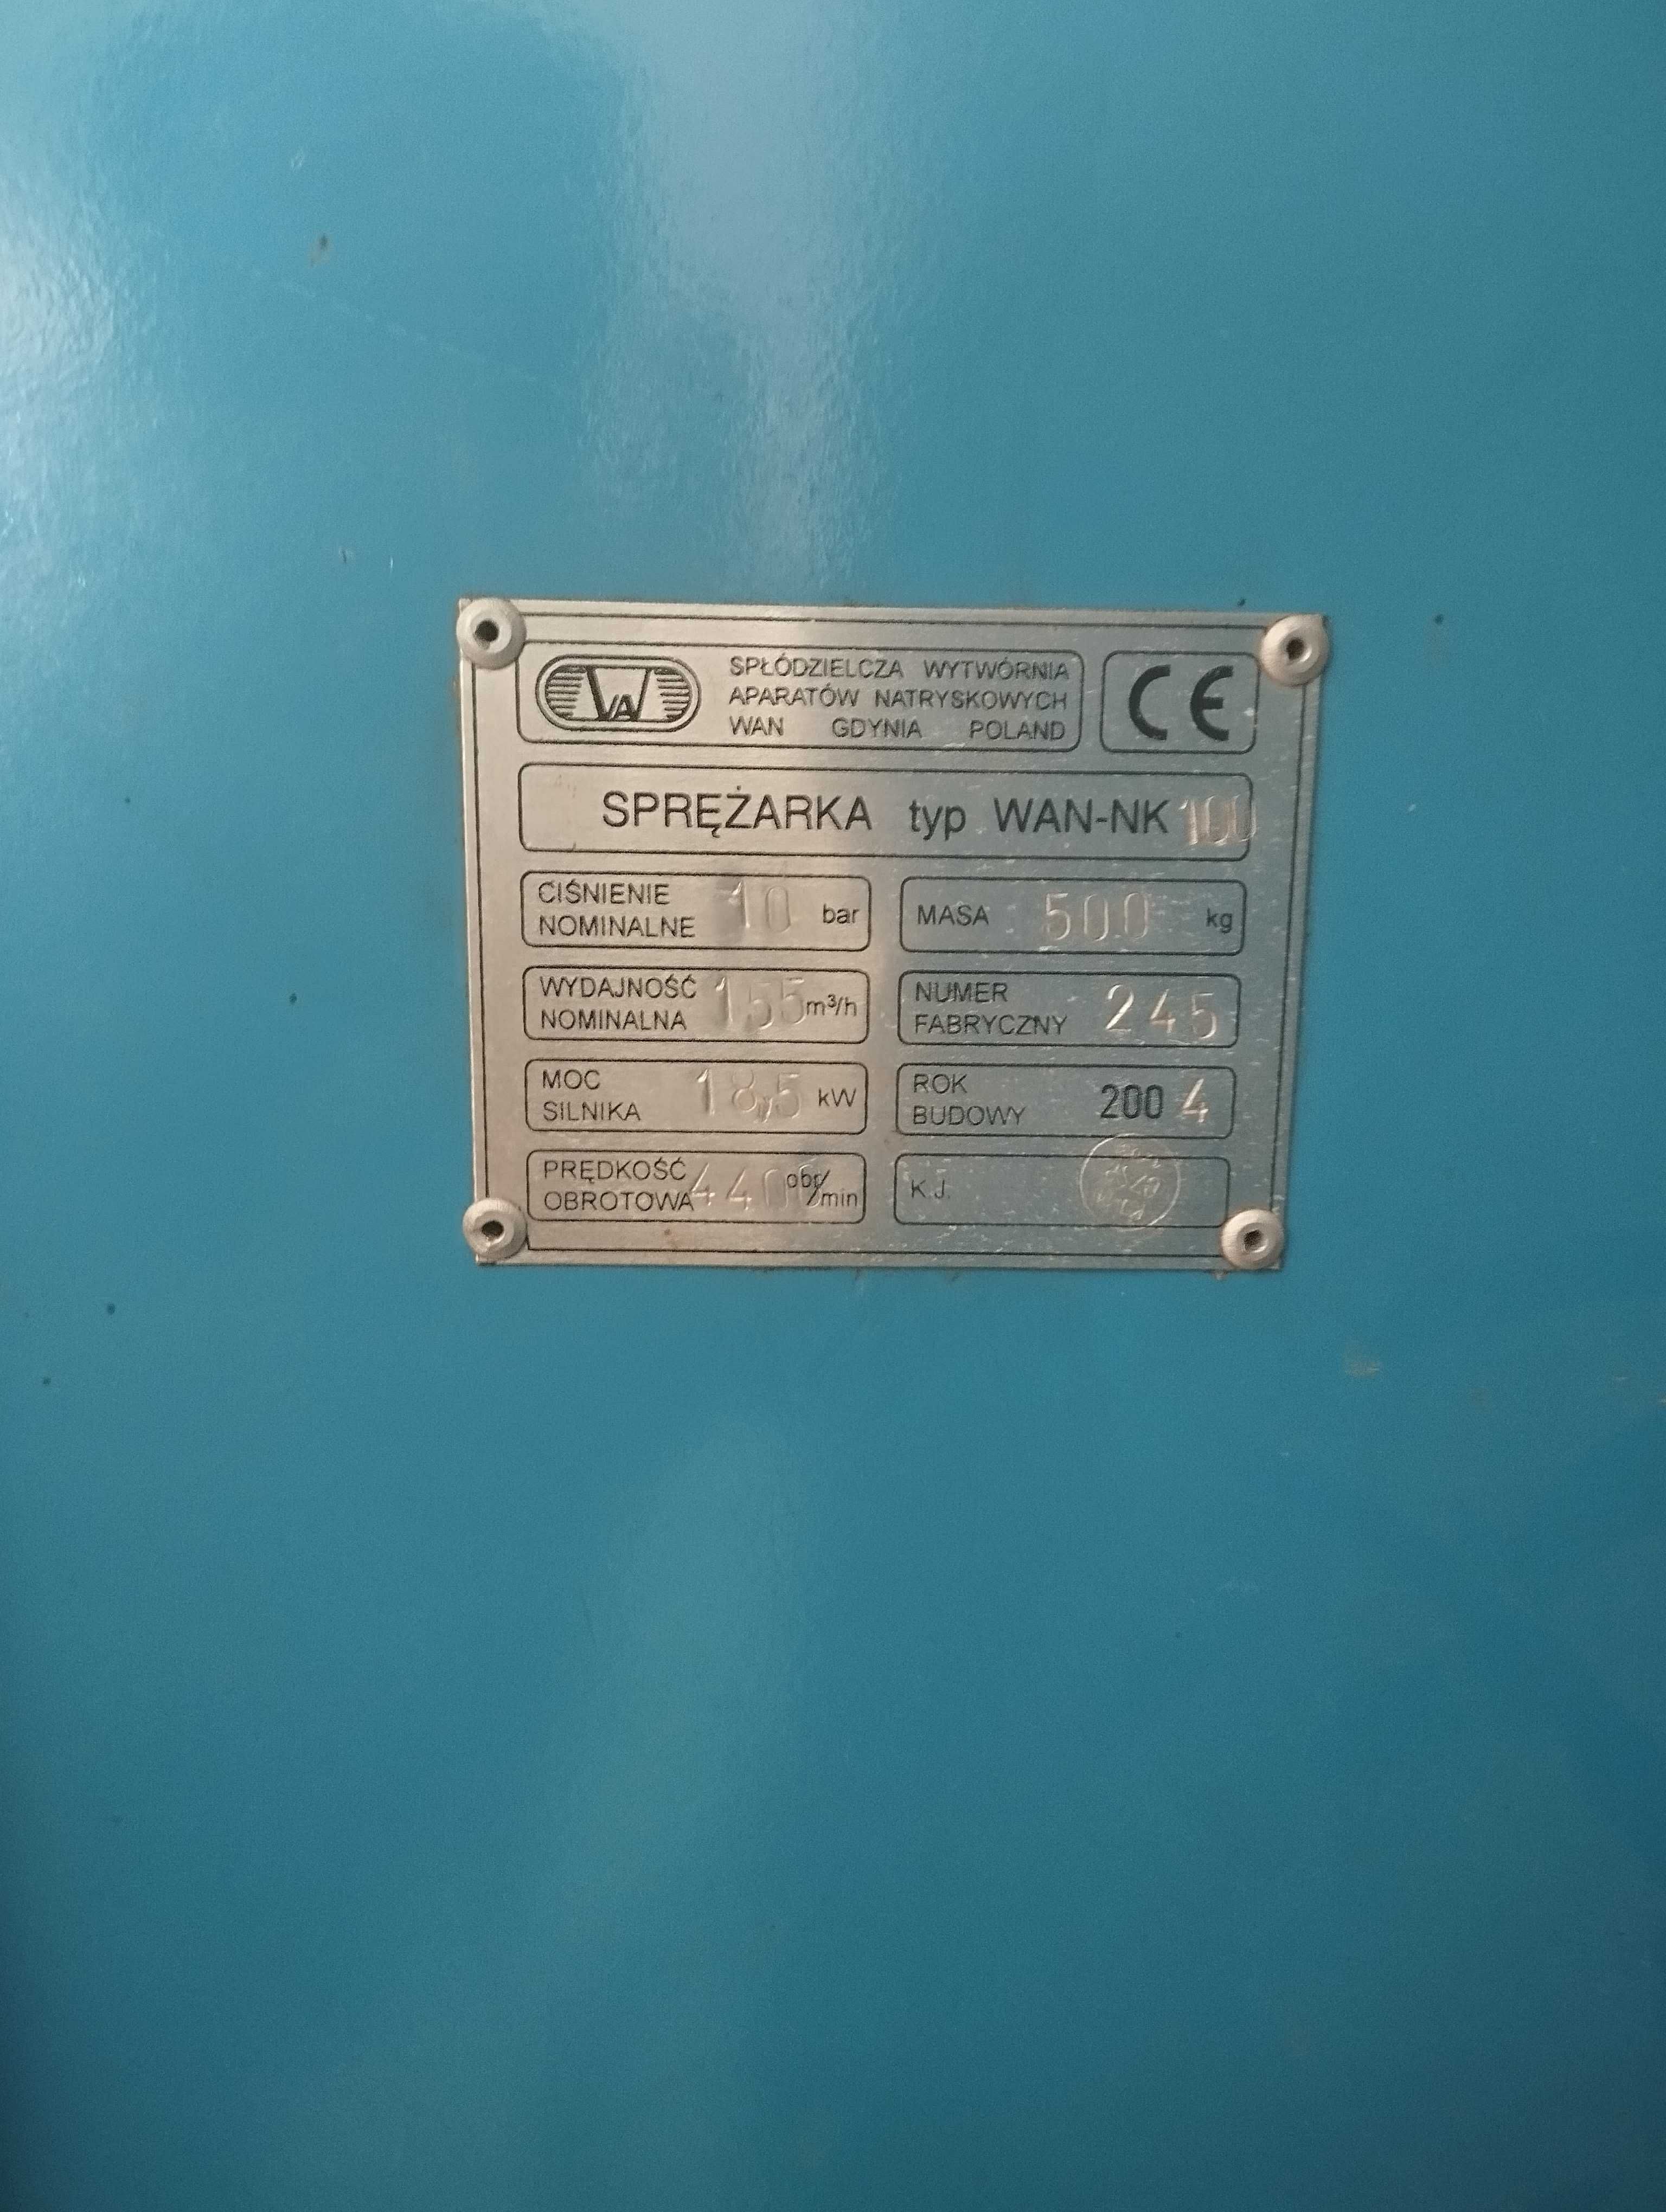 WAN
SPŁÓDZIELCZA WYTWÓRNIA
APARATÓW NATRYSKOWYCH
WAN GDYNIA POLAND
CE
SPRĘŻARKA typ WAN-NK 100
CIŚNIENIE
NOMINALNE 10 bar
MASA 500 kg
WYDAJNOŚĆ
NOMINALNA 155 m³/h
NUMER
FABRYCZNY 245
MOC
SILNIKA 18,5 kW
ROK
BUDOWY 2004
PRĘDKOŚĆ
OBROTOWA 4400 obr/min
K.J.